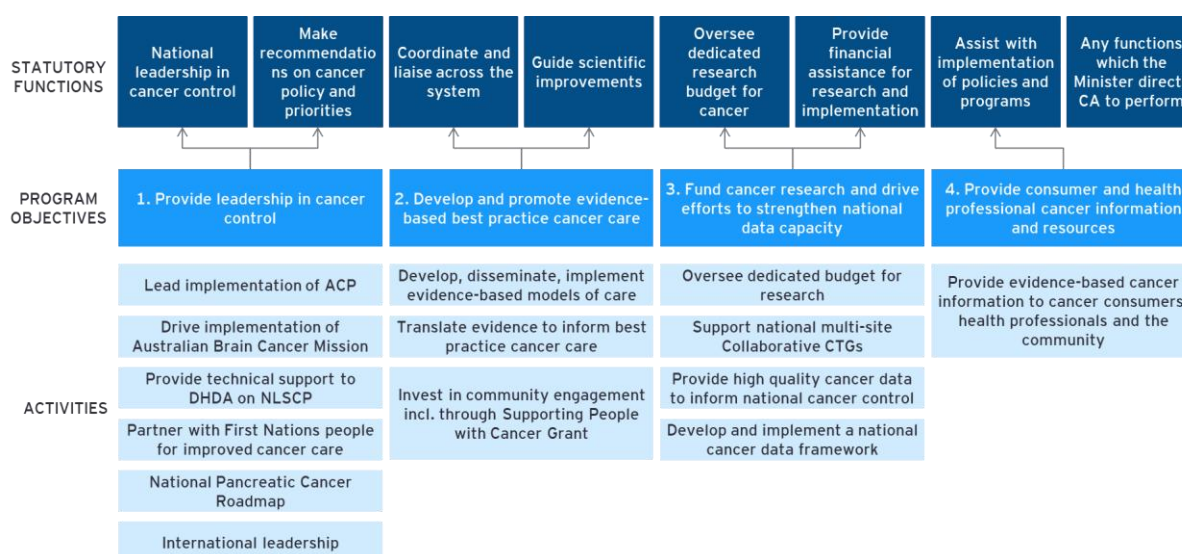 STATUTORY
FUNCTIONS
National
leadership in
cancer control
Make
recommendatio
ns on cancer
policy and
priorities
Coordinate and
liaise across the
system
Guide scientific
improvements
Oversee
dedicated
research
budget for
cancer
Provide
financial
assistance for
research and
implementation
Assist with
implementation
of policies and
programs
Any functions
which the
Minister direct
CA to perform
PROGRAM
OBJECTIVES
1. Provide leadership in cancer
control
2. Develop and promote evidence-
based best practice cancer care
3. Fund cancer research and drive
efforts to strengthen national
data capacity
4. Provide consumer and health
professional cancer information
and resources
ACTIVITIES
Lead implementation of ACP
Drive implementation of
Australian Brain Cancer Mission
Provide technical support to
DHDA on NLSCP
Partner with First Nations people
for improved cancer care
National Pancreatic Cancer
Roadmap
International leadership
Develop, disseminate, implement
evidence-based models of care
Translate evidence to inform best
practice cancer care
Invest in community engagement
incl. through Supporting People
with Cancer Grant
Oversee dedicated budget for
research
Support national multi-site
Collaborative CTGs
Provide high quality cancer data
to inform national cancer control
Develop and implement a national
cancer data framework
Provide evidence-based cancer
information to cancer consumers
health professionals and the
community